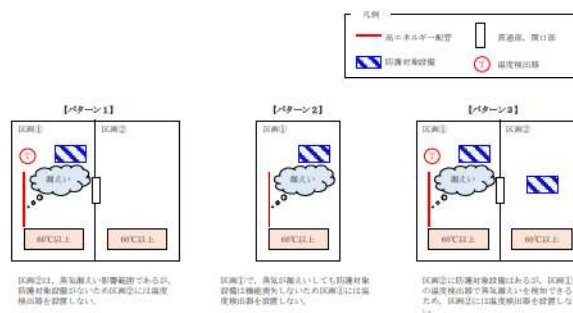 凡例
高エネルギー配管
貫通部，開口部
防護対象設備
T
温度検出器
【パターン1】
【パターン2】
【パターン3】
区画①
区画②
T
漏えい
60℃以上
60℃以上
区画①
漏えい
60℃以上
区画①
区画②
T
漏えい
60℃以上
60℃以上
区画②は，蒸気漏えい影響範囲であるが，
防護対象設備がないため区画②には温度
検出器を設置しない。
区画①で，蒸気が漏えいしても防護対象
設備は機能喪失しないため区画①には温
度検出器を設置しない。
区画②に防護対象設備はあるが，区画①
の温度検出器で蒸気漏えいを検知できる
ため，区画②には温度検出器を設置しな
い。